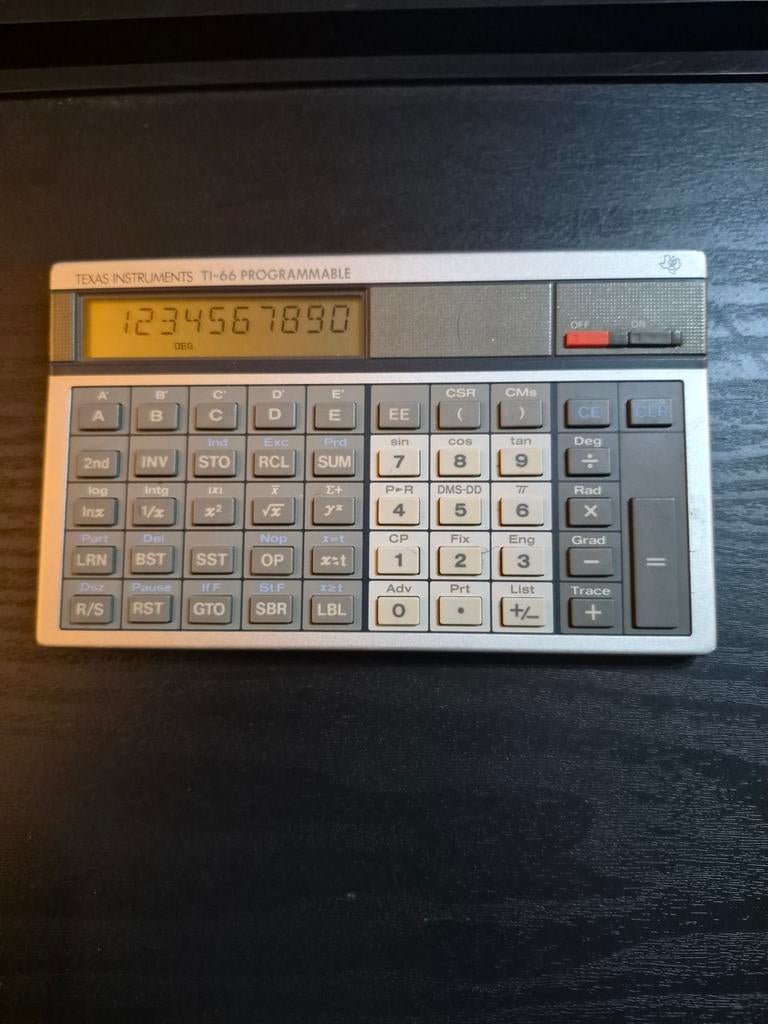 TEXAS INSTRUMENTS TI-66 PROGRAMMABLE
1234567890
DEG
OFF ON
A' B' C' D' E' CSR CMs
A B C D E EE ( ) CE CLR
Ind Exc Prd sin cos tan Deg
2nd INV STO RCL SUM 7 8 9 ÷
log Intg |x| x̄ Σ+ P►R DMS-DD π Rad
lnx 1/x x² √x yˣ 4 5 6 ×
Part Del Nop x=t CP Fix Eng Grad
LRN BST SST OP x⇆t 1 2 3 − =
Dsz Pause If F St F x≥t Adv Prt List Trace
R/S RST GTO SBR LBL 0 • +/− +